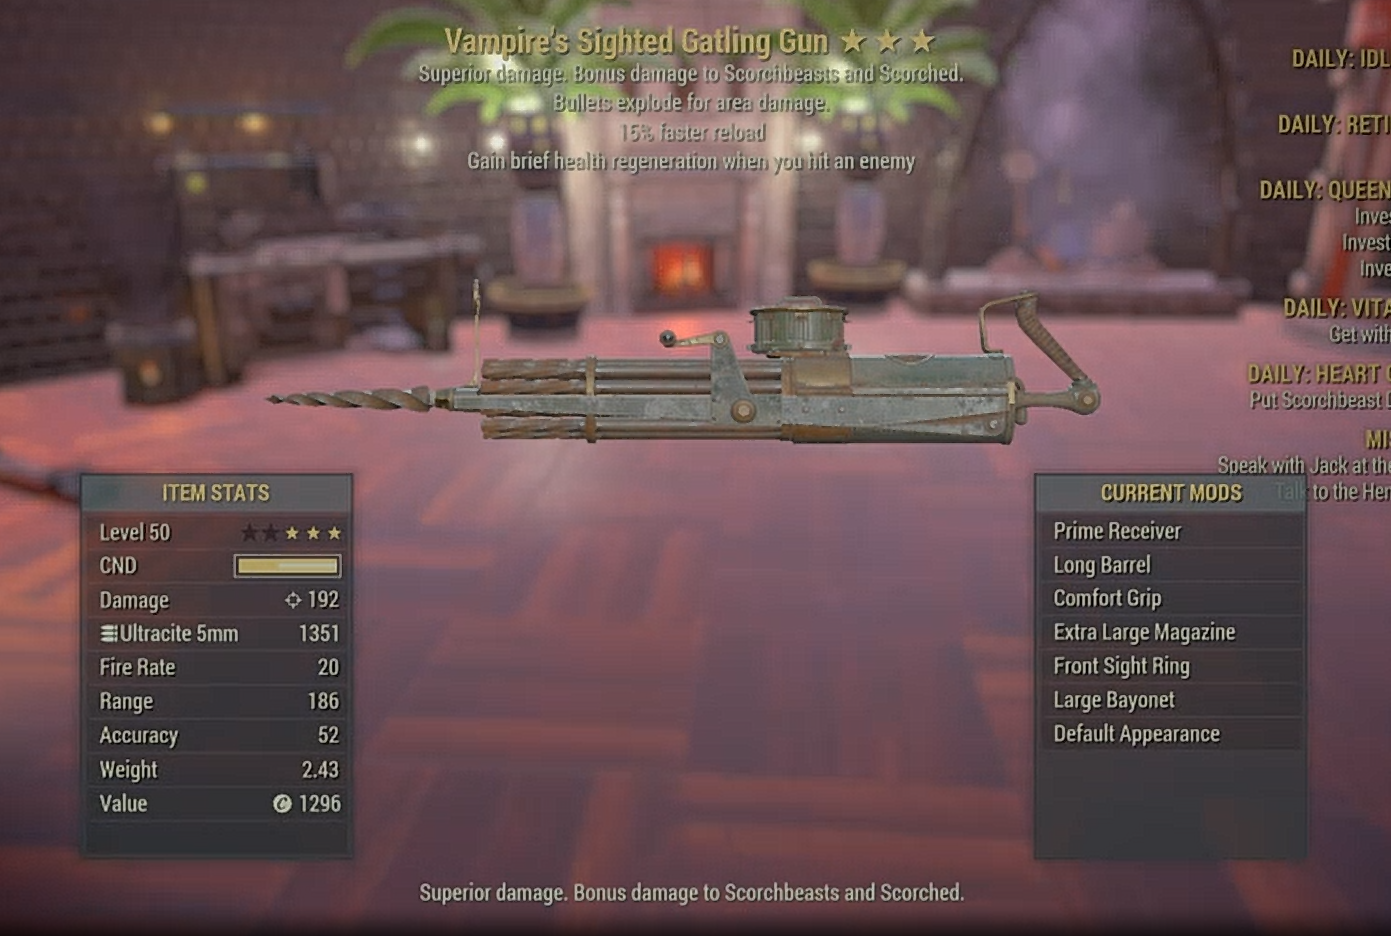 Vampire's Sighted Gatling Gun ★ ★ ★
Superior damage. Bonus damage to Scorchbeasts and Scorched.
Bullets explode for area damage.
15% faster reload
Gain brief health regeneration when you hit an enemy
DAILY: IDL
DAILY: RETI
DAILY: QUEEN
Inves
Invest
Inve
DAILY: VITA
Get with
DAILY: HEART
Put Scorchbeast
MI
Speak with Jack at the
Talk to the Her
ITEM STATS
Level 50 ★ ★ ★ ★ ★
CND
Damage 192
Ultracite 5mm 1351
Fire Rate 20
Range 186
Accuracy 52
Weight 2.43
Value 1296
CURRENT MODS
Prime Receiver
Long Barrel
Comfort Grip
Extra Large Magazine
Front Sight Ring
Large Bayonet
Default Appearance
Superior damage. Bonus damage to Scorchbeasts and Scorched.